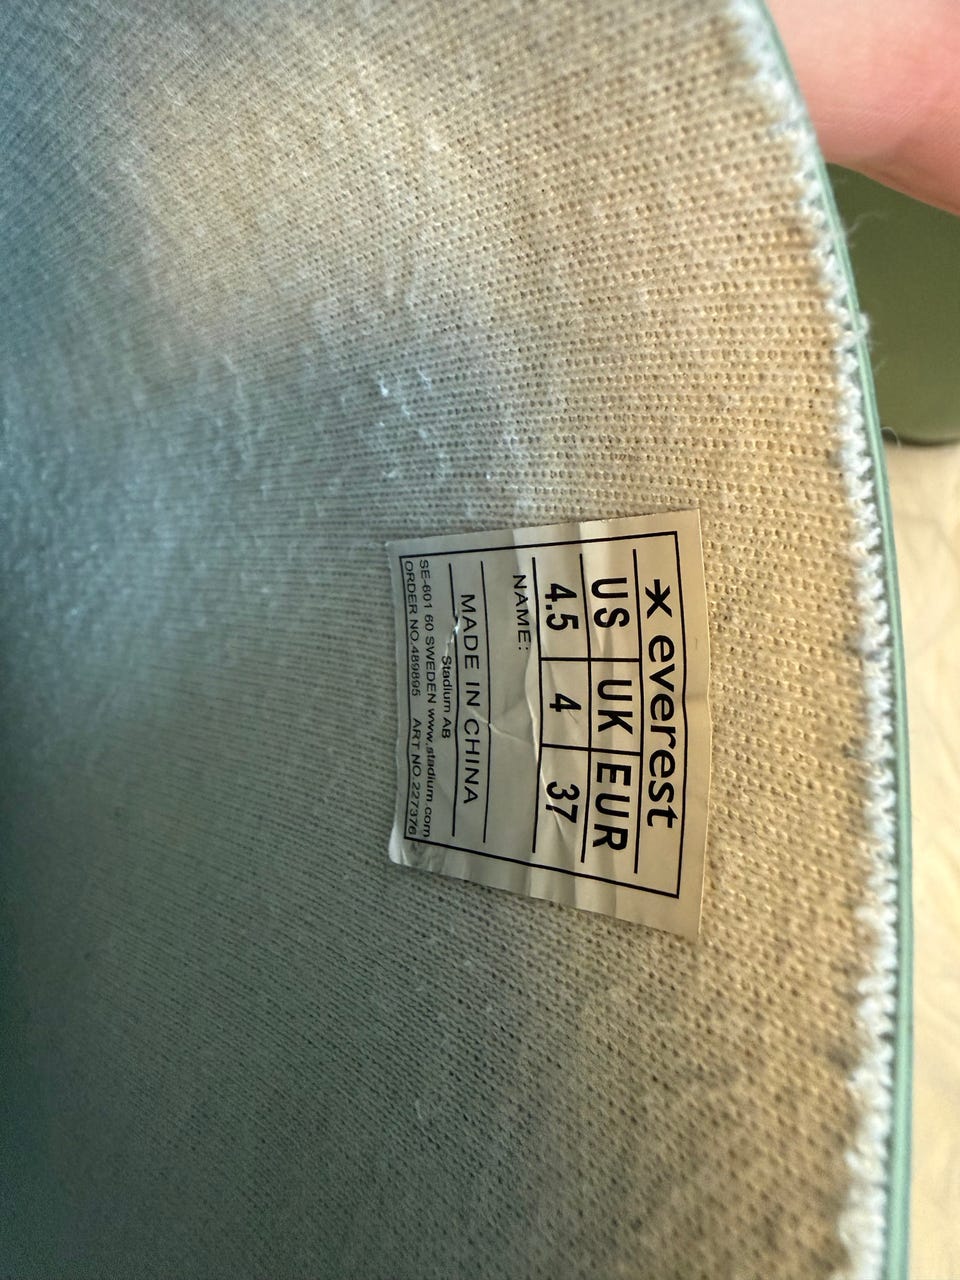 everest
US UK EUR
4.5 4 37
NAME:
MADE IN CHINA
Stadium AB
SE-601 60 SWEDEN www.stadium.com
ORDER NO.489895 ART NO.227376